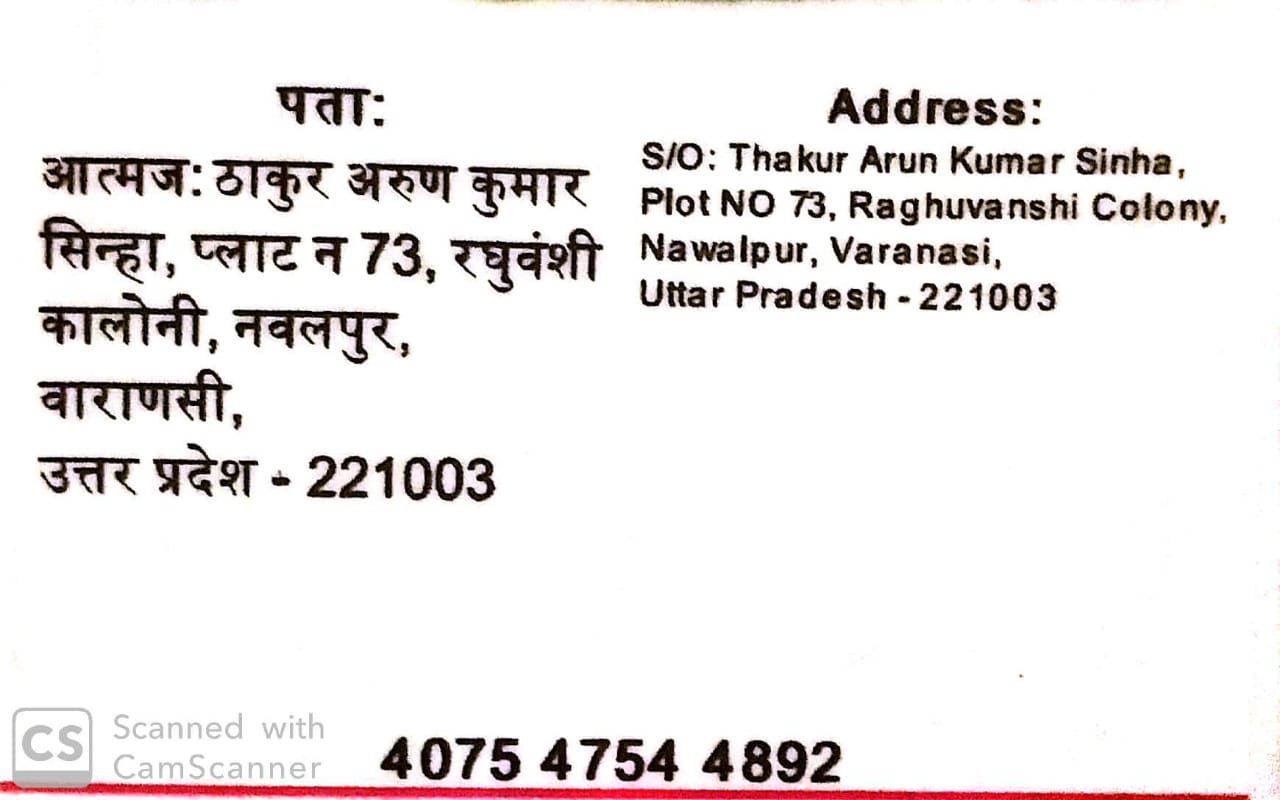 पता:
आत्मज: ठाकुर अरुण कुमार
सिन्हा, प्लाट न 73, रघुवंशी
कालोनी, नवलपुर,
वाराणसी,
उत्तर प्रदेश - 221003
Address:
S/O: Thakur Arun Kumar Sinha,
Plot NO 73, Raghuvanshi Colony,
Nawalpur, Varanasi,
Uttar Pradesh - 221003
4075 4754 4892
CS
Scanned with
CamScanner